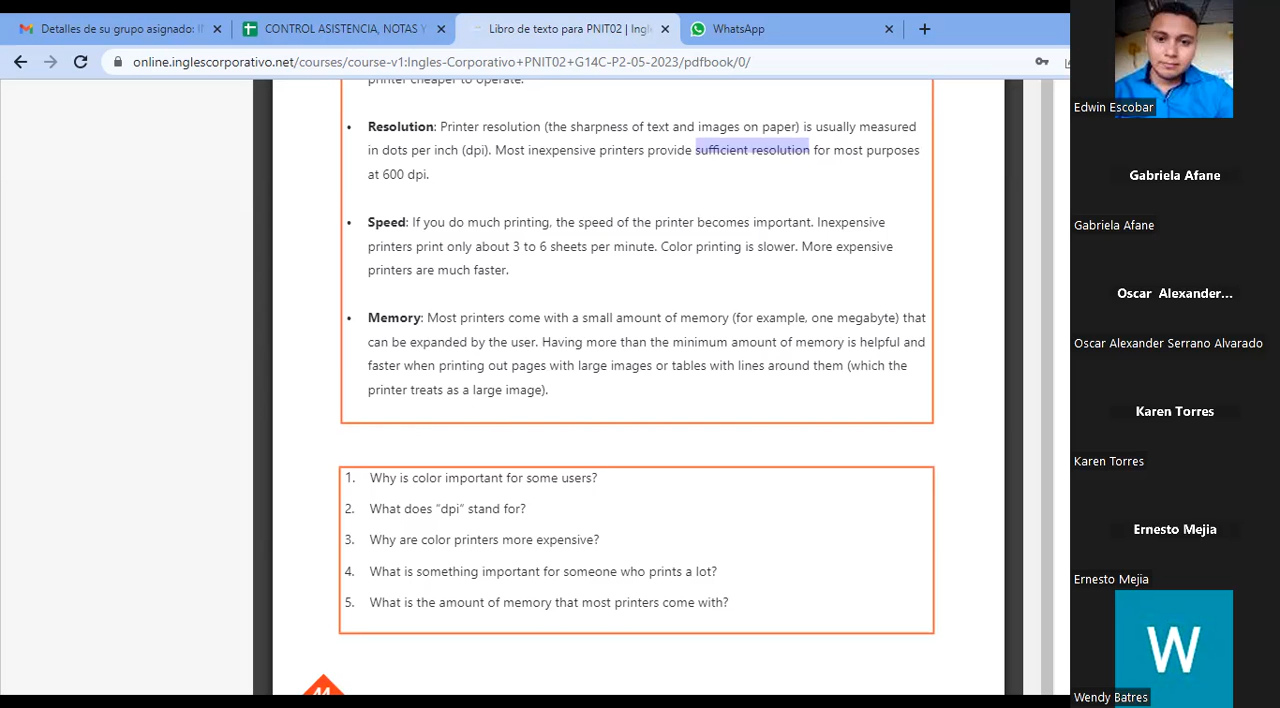 Detalles de su grupo asignado: I
CONTROL ASISTENCIA, NOTAS Y
Libro de texto para PNIT02 | Ingl
WhatsApp
online.inglescorporativo.net/courses/course-v1:Ingles-Corporativo+PNIT02+G14C-P2-05-2023/pdfbook/0/
printer cheaper to operate.
• Resolution: Printer resolution (the sharpness of text and images on paper) is usually measured
in dots per inch (dpi). Most inexpensive printers provide sufficient resolution for most purposes
at 600 dpi.
• Speed: If you do much printing, the speed of the printer becomes important. Inexpensive
printers print only about 3 to 6 sheets per minute. Color printing is slower. More expensive
printers are much faster.
• Memory: Most printers come with a small amount of memory (for example, one megabyte) that
can be expanded by the user. Having more than the minimum amount of memory is helpful and
faster when printing out pages with large images or tables with lines around them (which the
printer treats as a large image).
1. Why is color important for some users?
2. What does “dpi” stand for?
3. Why are color printers more expensive?
4. What is something important for someone who prints a lot?
5. What is the amount of memory that most printers come with?
44
Edwin Escobar
Gabriela Afane
Gabriela Afane
Oscar Alexander...
Oscar Alexander Serrano Alvarado
Karen Torres
Karen Torres
Ernesto Mejia
Ernesto Mejia
W
Wendy Batres